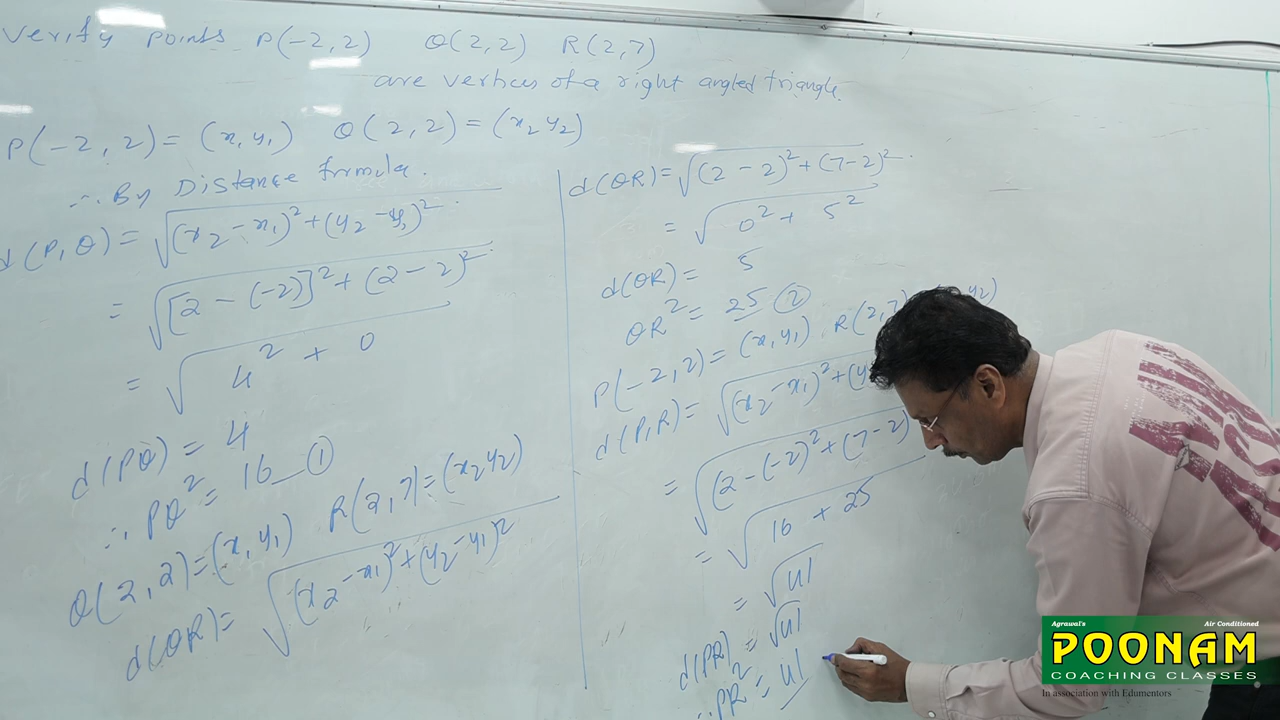 Verify points P(-2,2) Q(2,2) R(2,7)
are vertices of a right angled triangle.
P(-2,2) = (x, y₁) Q(2,2) = (x₂ y₂)
∴ By Distance formula.
d(P,Q) = √(x₂-x₁)²+(y₂-y₁)²
= √[2-(-2)]²+(2-2)²
= √4² + 0
d(PQ) = 4
∴ PQ² = 16 — ①
Q(2,2)=(x, y₁) R(2,7)=(x₂ y₂)
d(QR)= √(x₂-x₁)²+(y₂-y₁)²
d(QR)=√(2-2)²+(7-2)²
= √0² + 5²
d(QR)= 5
QR² = 25 ②
P(-2,2)= (x, y₁) R(2,7) y₂)
d(P,R)= √(x₂-x₁)²+(y
= √(2-(-2)²+(7-2)
= √16 + 25
= √41
d(PR) = √41
∴ PR² = 41
Agrawal's Air Conditioned
POONAM
COACHING CLASSES
In association with Edumentors